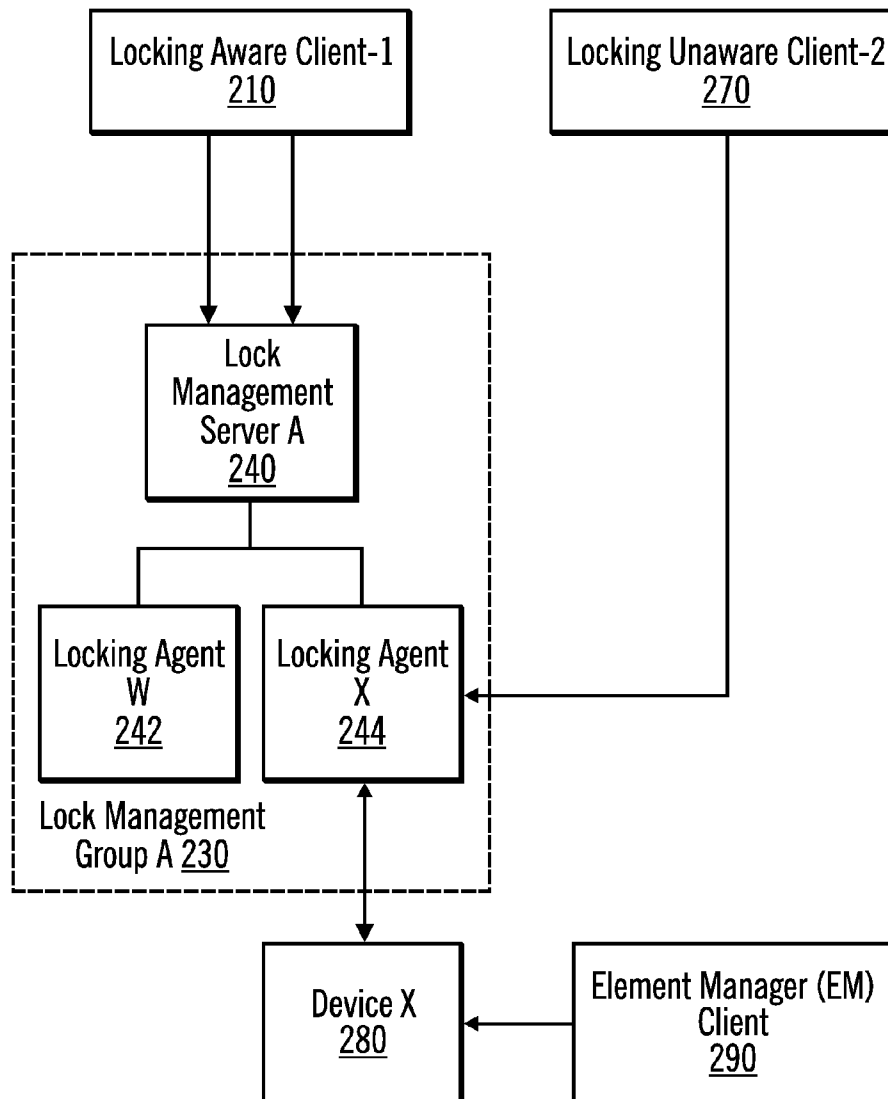 Locking Aware Client-1
210
Locking Unaware Client-2
270
Lock
Management
Server A
240
Locking Agent
W
242
Locking Agent
X
244
Lock Management
Group A 230
Device X
280
Element Manager (EM)
Client
290